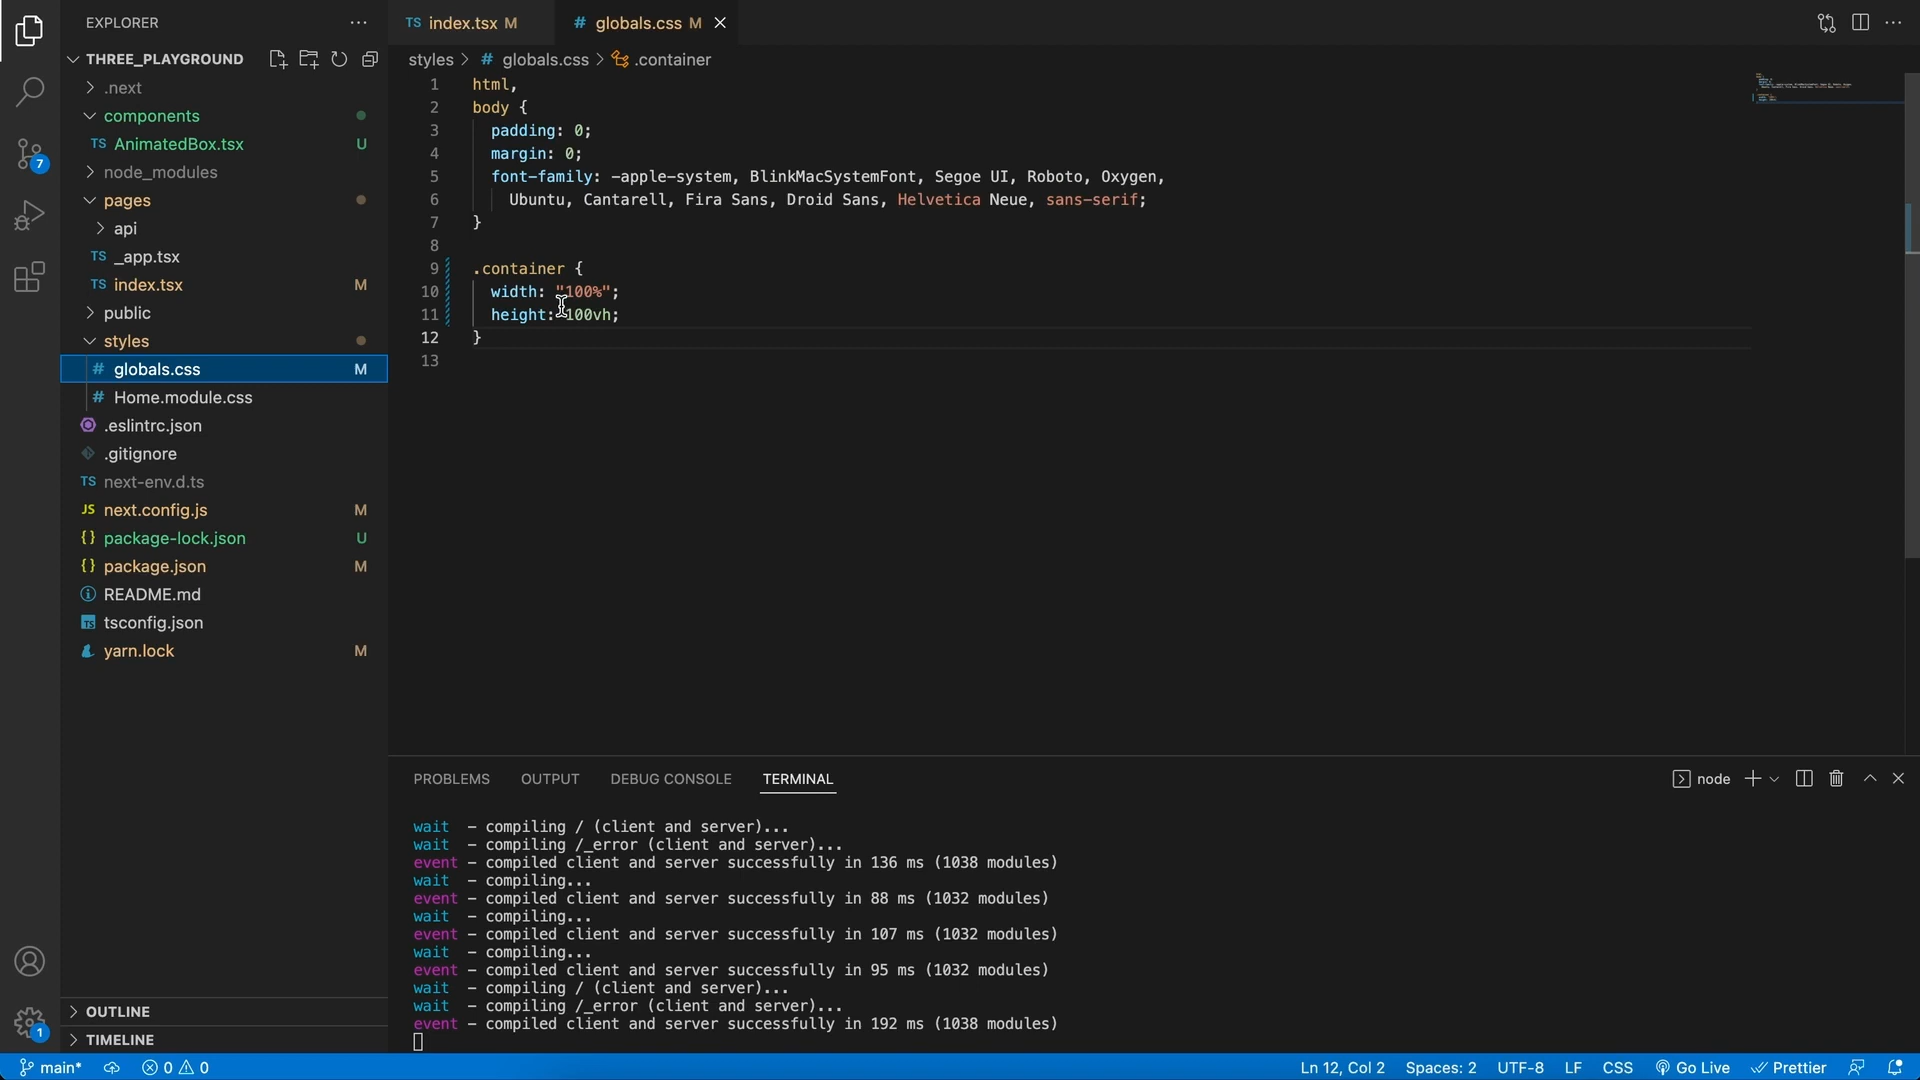 EXPLORER
THREE_PLAYGROUND
.next
components
TS AnimatedBox.tsx U
node_modules
pages
api
TS _app.tsx
TS index.tsx M
public
styles
# globals.css M
# Home.module.css
.eslintrc.json
.gitignore
TS next-env.d.ts
JS next.config.js M
{} package-lock.json U
{} package.json M
README.md
TS tsconfig.json
yarn.lock M
OUTLINE
TIMELINE
7
1
TS index.tsx M
# globals.css M
styles > # globals.css > .container
1 html,
2 body {
3 padding: 0;
4 margin: 0;
5 font-family: -apple-system, BlinkMacSystemFont, Segoe UI, Roboto, Oxygen,
6 Ubuntu, Cantarell, Fira Sans, Droid Sans, Helvetica Neue, sans-serif;
7 }
8
9 .container {
10 width: "100%";
11 height: 100vh;
12 }
13
PROBLEMS OUTPUT DEBUG CONSOLE TERMINAL node
wait - compiling / (client and server)...
wait - compiling /_error (client and server)...
event - compiled client and server successfully in 136 ms (1038 modules)
wait - compiling...
event - compiled client and server successfully in 88 ms (1032 modules)
wait - compiling...
event - compiled client and server successfully in 107 ms (1032 modules)
wait - compiling...
event - compiled client and server successfully in 95 ms (1032 modules)
wait - compiling / (client and server)...
wait - compiling /_error (client and server)...
event - compiled client and server successfully in 192 ms (1038 modules)
main* 0 0 Ln 12, Col 2 Spaces: 2 UTF-8 LF CSS Go Live Prettier